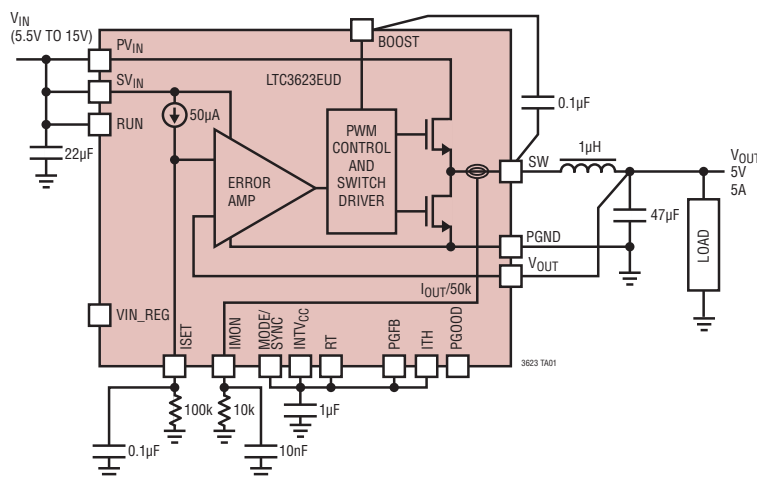 VIN
(5.5V TO 15V)
PVIN
BOOST
SVIN
LTC3623EUD
50µA
0.1µF
RUN
PWM
CONTROL
AND
SWITCH
DRIVER
1µH
22µF
SW
VOUT
5V
5A
ERROR
AMP
47µF
LOAD
PGND
VOUT
IOUT/50k
VIN_REG
ISET
IMON
MODE/
SYNC
INTVCC
RT
PGFB
ITH
PGOOD
3623 TA01
100k
10k
1µF
0.1µF
10nF